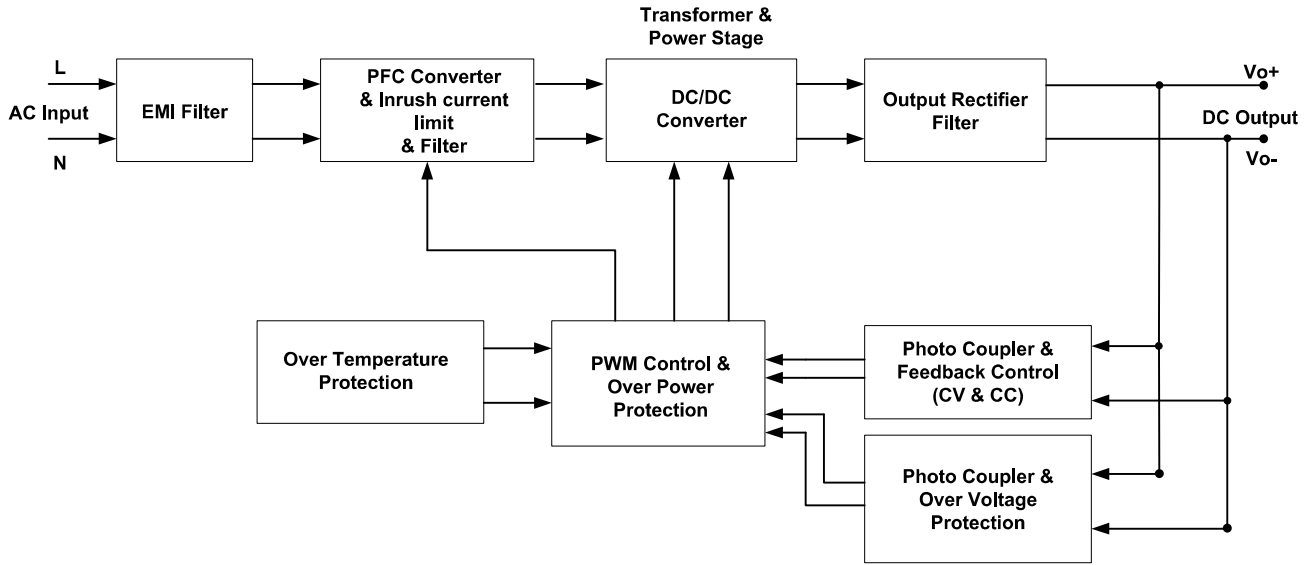 Transformer &
Power Stage
L
AC Input
N
EMI Filter
PFC Converter
& Inrush current
limit
& Filter
DC/DC
Converter
Output Rectifier
Filter
Vo+
DC Output
Vo-
Over Temperature
Protection
PWM Control &
Over Power
Protection
Photo Coupler &
Feedback Control
(CV & CC)
Photo Coupler &
Over Voltage
Protection